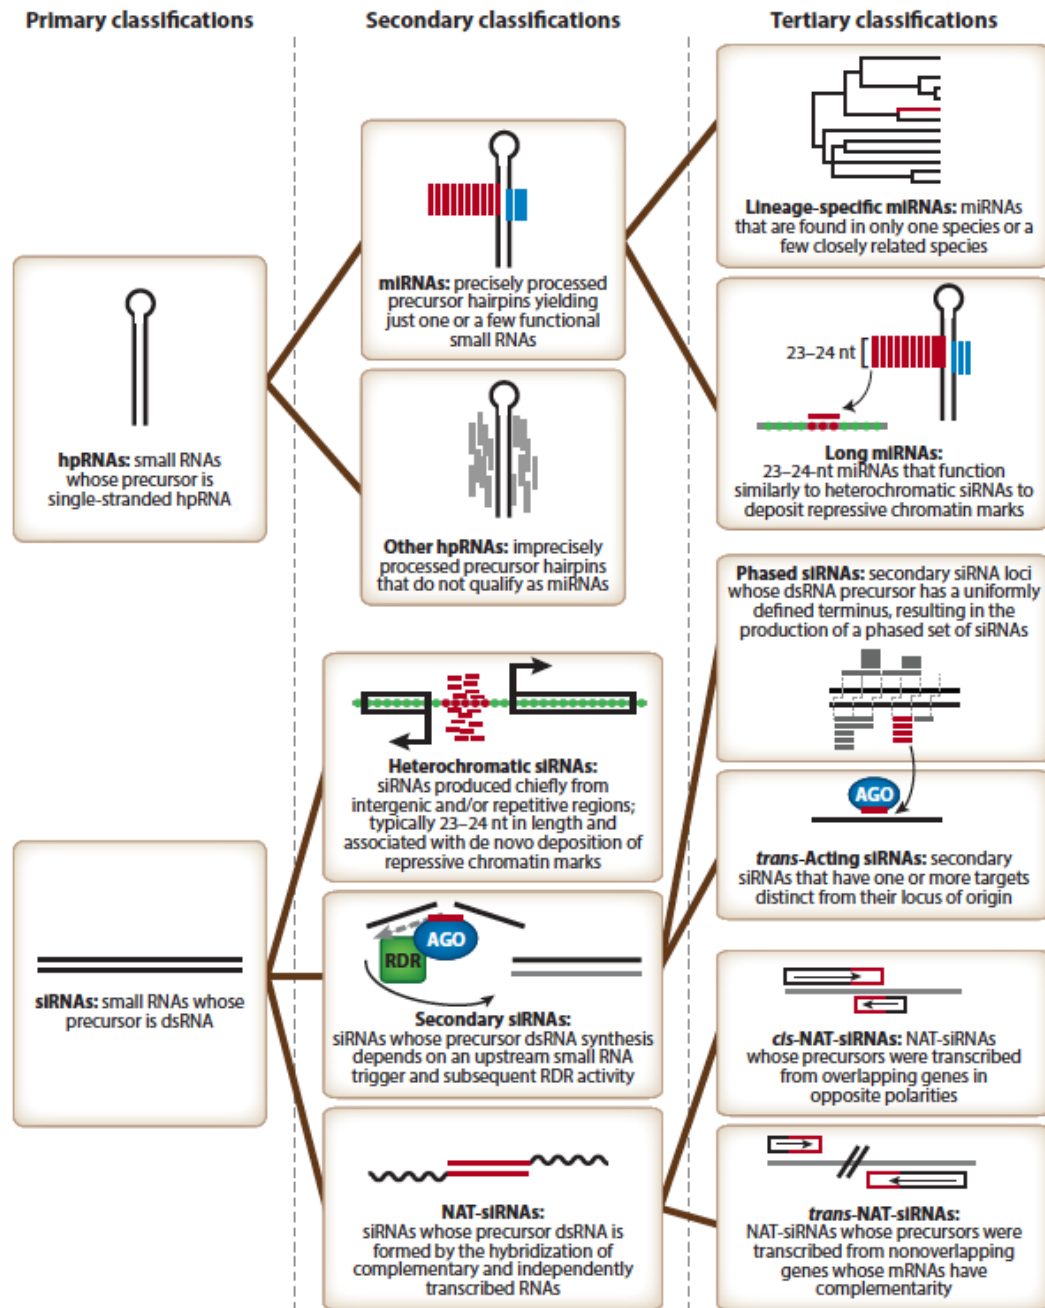 Primary classifications
Secondary classifications
Tertiary classifications
hpRNAs: small RNAs
whose precursor is
single-stranded hpRNA
miRNAs: precisely processed
precursor hairpins yielding
just one or a few functional
small RNAs
Other hpRNAs: imprecisely
processed precursor hairpins
that do not qualify as miRNAs
Lineage-specific miRNAs: miRNAs
that are found in only one species or a
few closely related species
23–24 nt
Long miRNAs:
23–24-nt miRNAs that function
similarly to heterochromatic siRNAs to
deposit repressive chromatin marks
siRNAs: small RNAs whose
precursor is dsRNA
Heterochromatic siRNAs:
siRNAs produced chiefly from
intergenic and/or repetitive regions;
typically 23–24 nt in length and
associated with de novo deposition of
repressive chromatin marks
AGO
RDR
Secondary siRNAs:
siRNAs whose precursor dsRNA synthesis
depends on an upstream small RNA
trigger and subsequent RDR activity
NAT-siRNAs:
siRNAs whose precursor dsRNA is
formed by the hybridization of
complementary and independently
transcribed RNAs
Phased siRNAs: secondary siRNA loci
whose dsRNA precursor has a uniformly
defined terminus, resulting in the
production of a phased set of siRNAs
AGO
trans-Acting siRNAs: secondary
siRNAs that have one or more targets
distinct from their locus of origin
cis-NAT-siRNAs: NAT-siRNAs
whose precursors were transcribed
from overlapping genes in
opposite polarities
trans-NAT-siRNAs:
NAT-siRNAs whose precursors were
transcribed from nonoverlapping
genes whose mRNAs have
complementarity